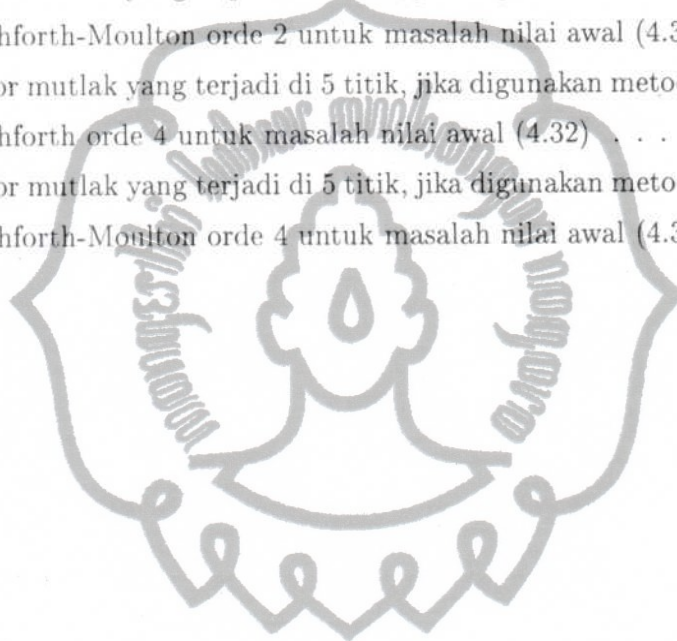 hforth-Moulton orde 2 untuk masalah nilai awal (4.3
or mutlak yang terjadi di 5 titik, jika digunakan meto
hforth orde 4 untuk masalah nilai awal (4.32) . . .
or mutlak yang terjadi di 5 titik, jika digunakan meto
hforth-Moulton orde 4 untuk masalah nilai awal (4.3